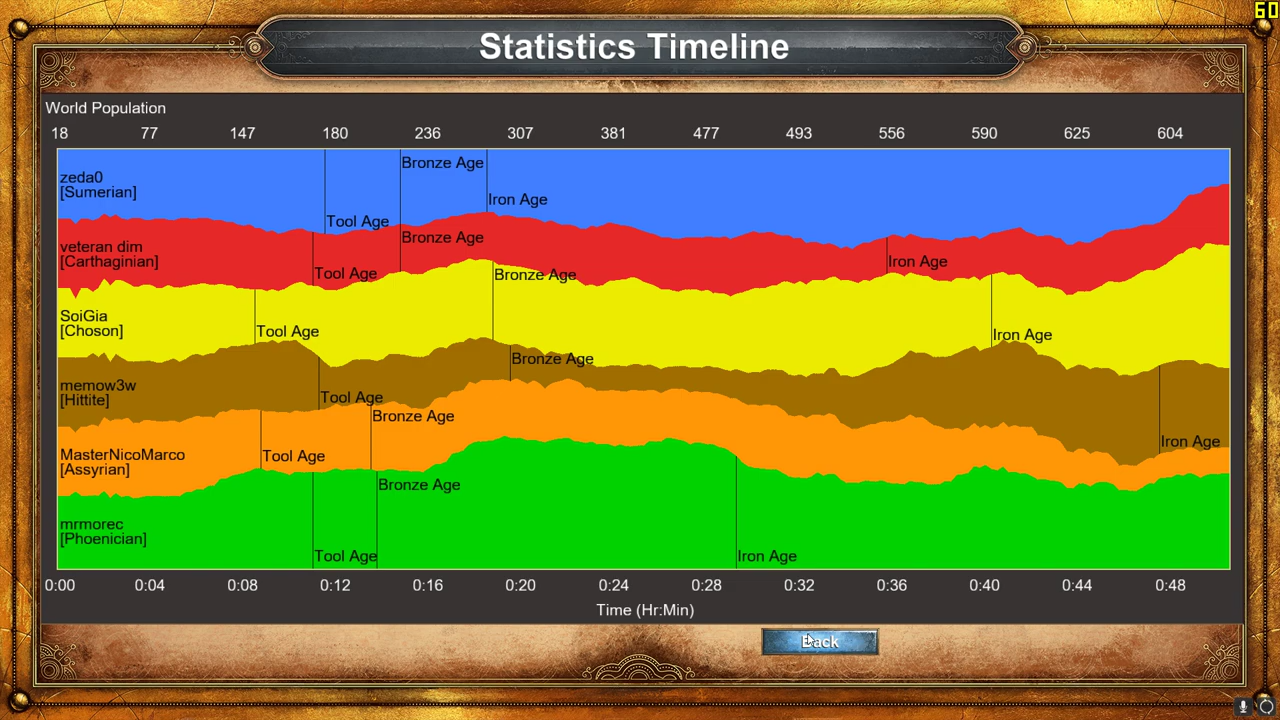 60
Statistics Timeline
World Population
18 77 147 180 236 307 381 477 493 556 590 625 604
zeda0
[Sumerian]
Tool Age
Bronze Age
Iron Age
veteran dim
[Carthaginian]
Tool Age
Bronze Age
Iron Age
SoiGia
[Choson]
Tool Age
Bronze Age
Iron Age
memow3w
[Hittite]
Tool Age
Bronze Age
Iron Age
MasterNicoMarco
[Assyrian]
Tool Age
Bronze Age
mrmorec
[Phoenician]
Tool Age
Bronze Age
Iron Age
0:00 0:04 0:08 0:12 0:16 0:20 0:24 0:28 0:32 0:36 0:40 0:44 0:48
Time (Hr:Min)
Back